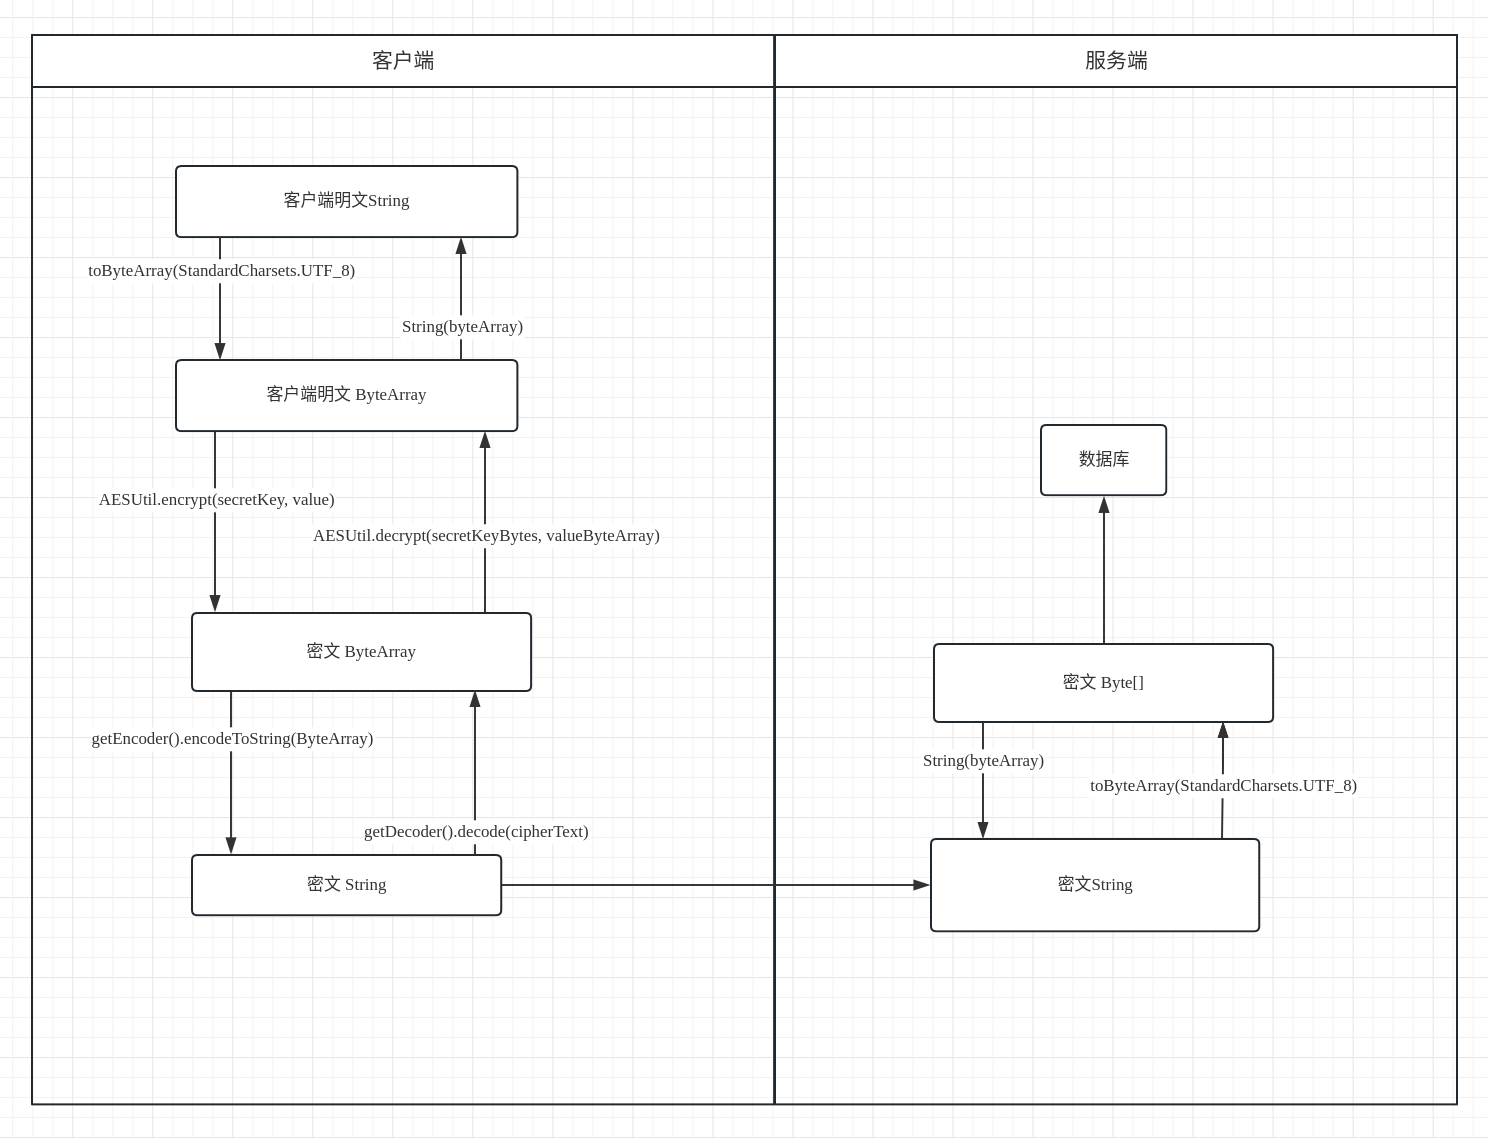 客户端
服务端
客户端明文String
toByteArray(StandardCharsets.UTF_8)
String(byteArray)
客户端明文 ByteArray
AESUtil.encrypt(secretKey, value)
AESUtil.decrypt(secretKeyBytes, valueByteArray)
密文 ByteArray
getEncoder().encodeToString(ByteArray)
getDecoder().decode(cipherText)
密文 String
数据库
密文 Byte[]
String(byteArray)
toByteArray(StandardCharsets.UTF_8)
密文String